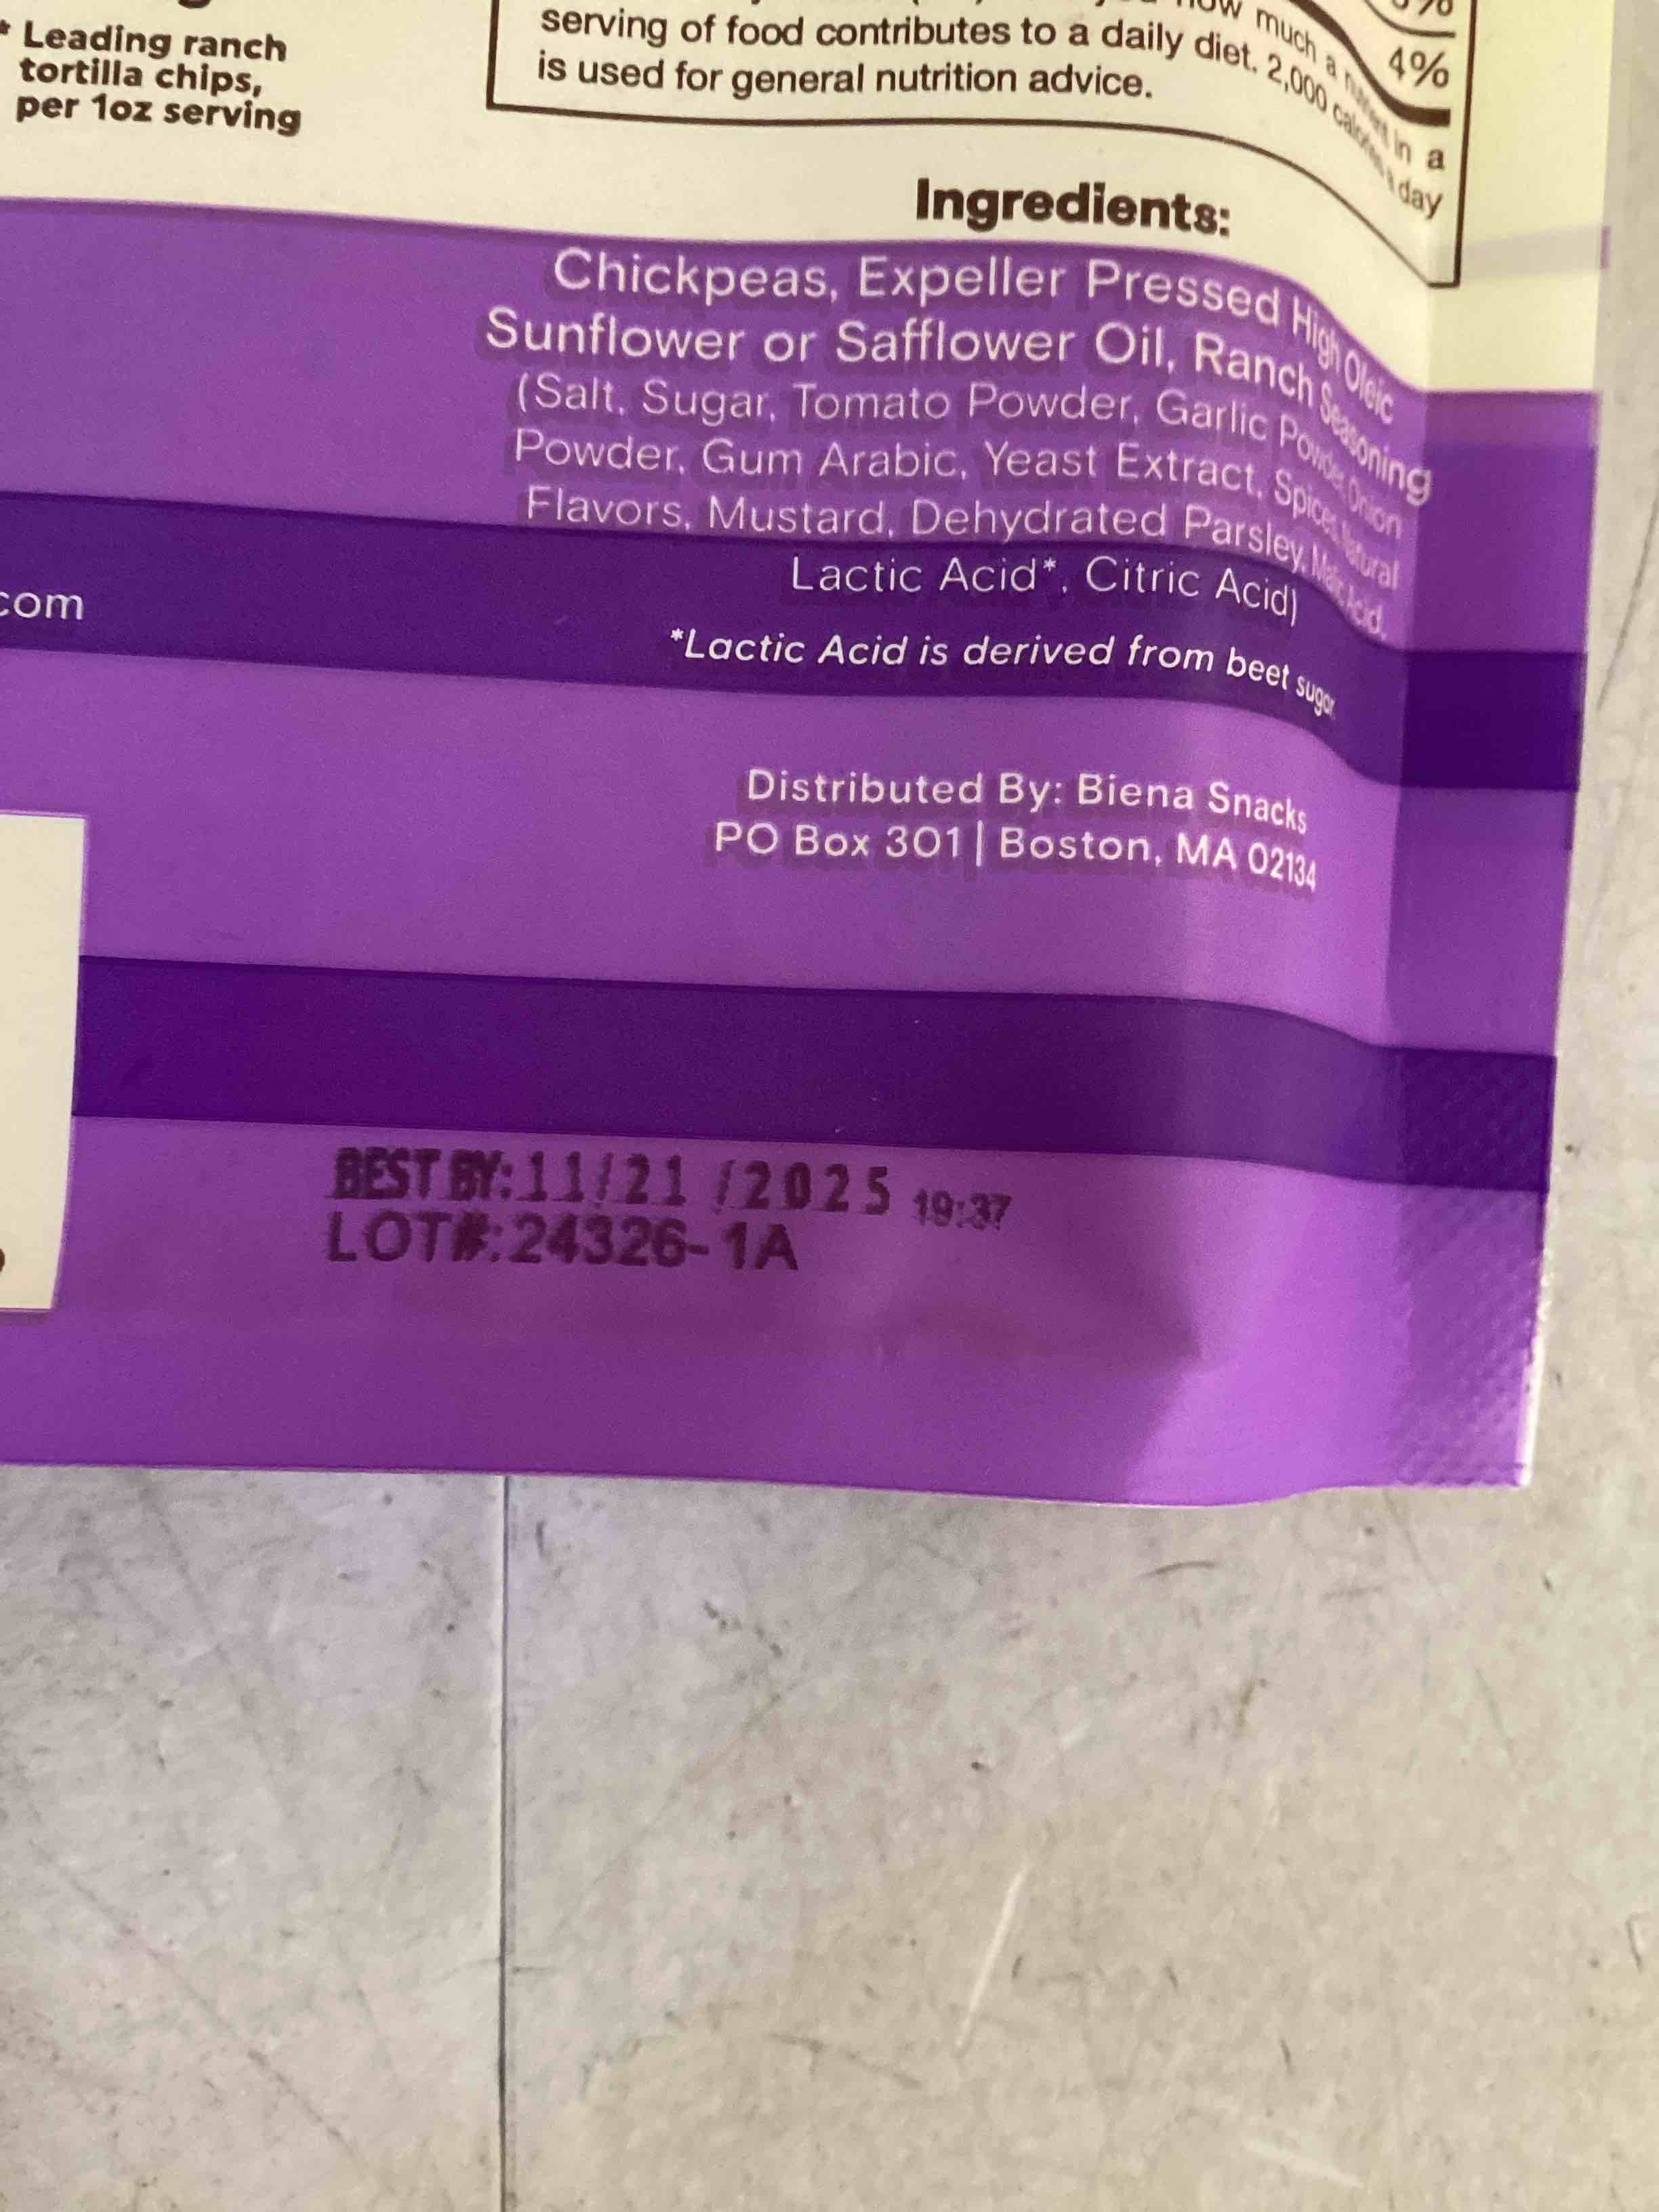 * Leading ranch
tortilla chips,
per 1oz serving
4%
how much a nutrient in a
serving of food contributes to a daily diet. 2,000 calories a day
is used for general nutrition advice.
Ingredients:
Chickpeas, Expeller Pressed High Oleic
Sunflower or Safflower Oil, Ranch Seasoning
(Salt, Sugar, Tomato Powder, Garlic Powder, Onion
Powder, Gum Arabic, Yeast Extract, Spices, Natural
Flavors, Mustard, Dehydrated Parsley, Malic Acid,
Lactic Acid*, Citric Acid)
*Lactic Acid is derived from beet sugar.
com
Distributed By: Biena Snacks
PO Box 301 | Boston, MA 02134
BEST BY:11/21 /2025 19:37
LOT#:24326-1A